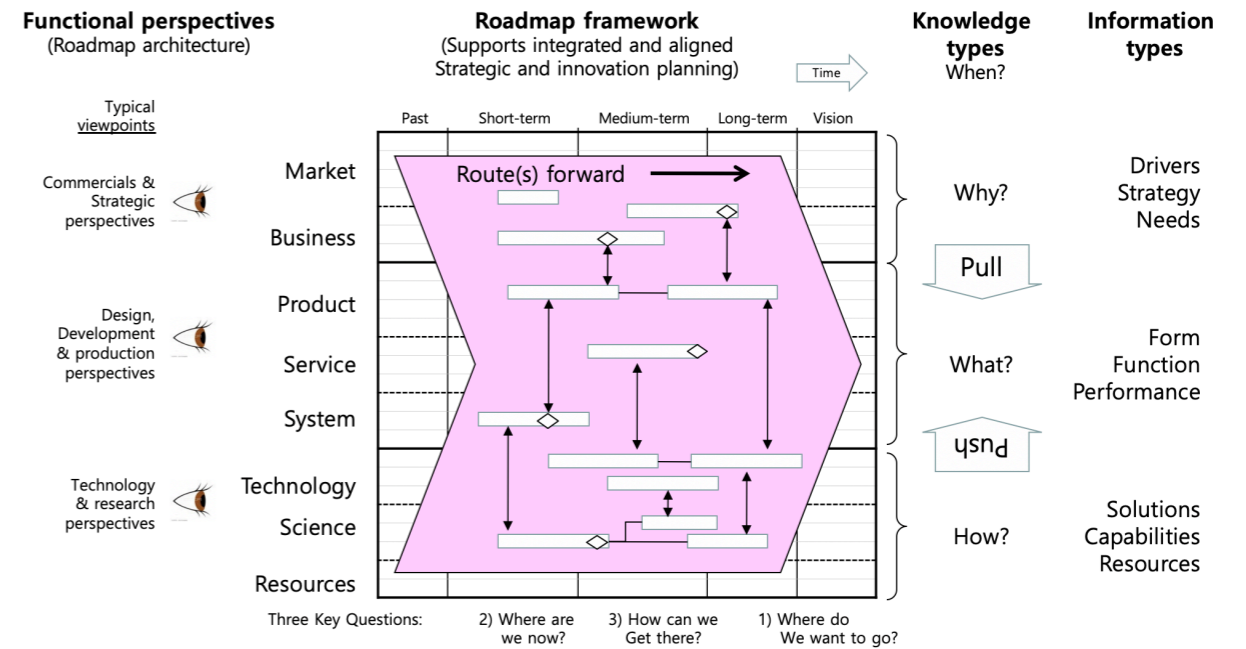 Functional perspectives
(Roadmap architecture)
Roadmap framework
(Supports integrated and aligned
Strategic and innovation planning)
Time
Knowledge
types
When?
Information
types
Typical
viewpoints
Past
Short-term
Medium-term
Long-term
Vision
Commercials &
Strategic
perspectives
Market
Business
Route(s) forward
Why?
Drivers
Strategy
Needs
Pull
Design,
Development
& production
perspectives
Product
Service
System
What?
Form
Function
Performance
Push
Technology
& research
perspectives
Technology
Science
Resources
How?
Solutions
Capabilities
Resources
Three Key Questions:
2) Where are
we now?
3) How can we
Get there?
1) Where do
We want to go?